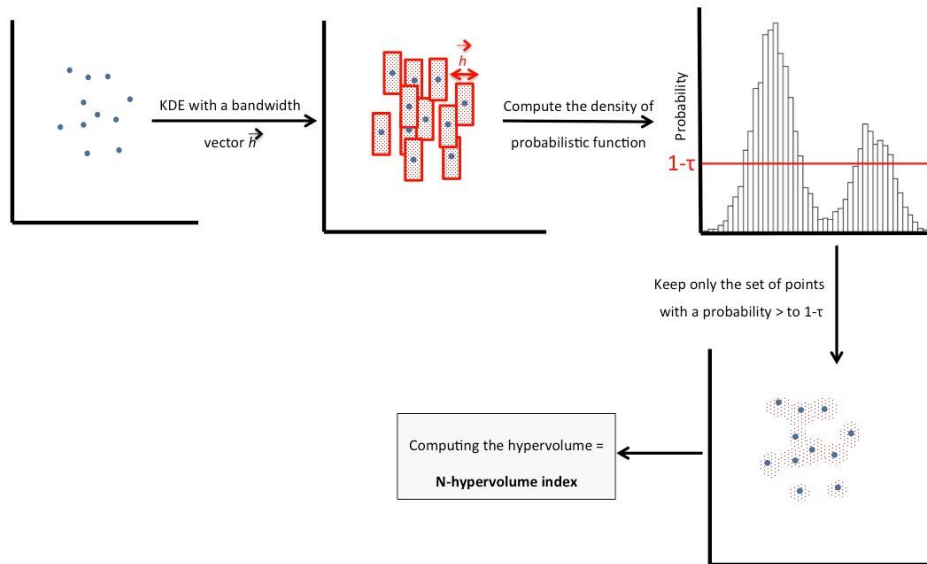 KDE with a bandwidth
vector h
h
Compute the density of
probabilistic function
Probability
1-τ
Keep only the set of points
with a probability > to 1-τ
Computing the hypervolume =
N-hypervolume index